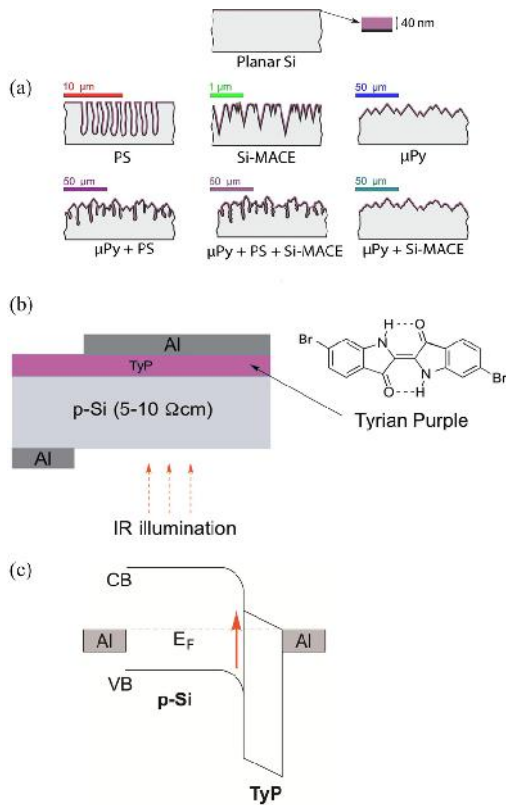 40 nm
Planar Si
(a)
10 µm
1 µm
50 µm
PS
Si-MACE
µPy
50 µm
50 µm
50 µm
µPy + PS
µPy + PS + Si-MACE
µPy + Si-MACE
(b)
Al
TyP
p-Si (5-10 Ωcm)
Al
IR illumination
H
O
N
Br
Br
N
O
H
Tyrian Purple
(c)
CB
Al
E_F
Al
VB
p-Si
TyP